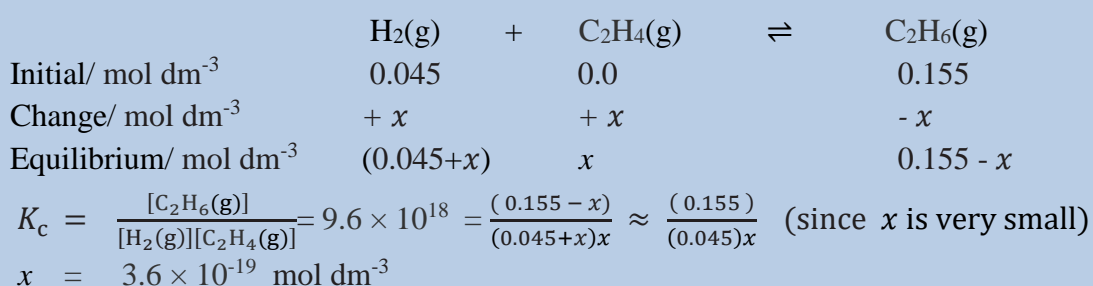 H₂(g) + C₂H₄(g) ⇌ C₂H₆(g)
Initial/ mol dm⁻³ 0.045 0.0 0.155
Change/ mol dm⁻³ + 𝑥 + 𝑥 - 𝑥
Equilibrium/ mol dm⁻³ (0.045+𝑥) 𝑥 0.155 - 𝑥
𝐾c = [C₂H₆(g)] / [H₂(g)][C₂H₄(g)] = 9.6 × 10¹⁸ = (0.155 − 𝑥) / (0.045+𝑥)𝑥 ≈ (0.155) / (0.045)𝑥 (since 𝑥 is very small)
𝑥 = 3.6 × 10⁻¹⁹ mol dm⁻³